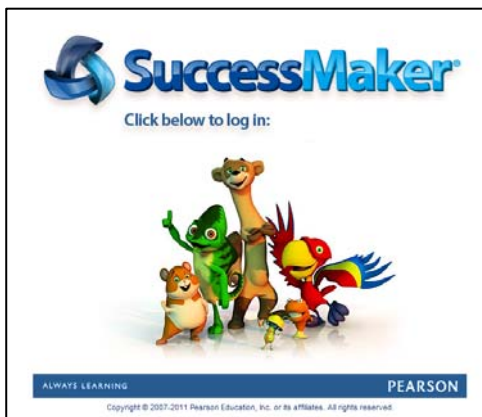 SuccessMaker®
Click below to log in:
ALWAYS LEARNING PEARSON
Copyright © 2007-2011 Pearson Education, Inc. or its affiliates. All rights reserved.